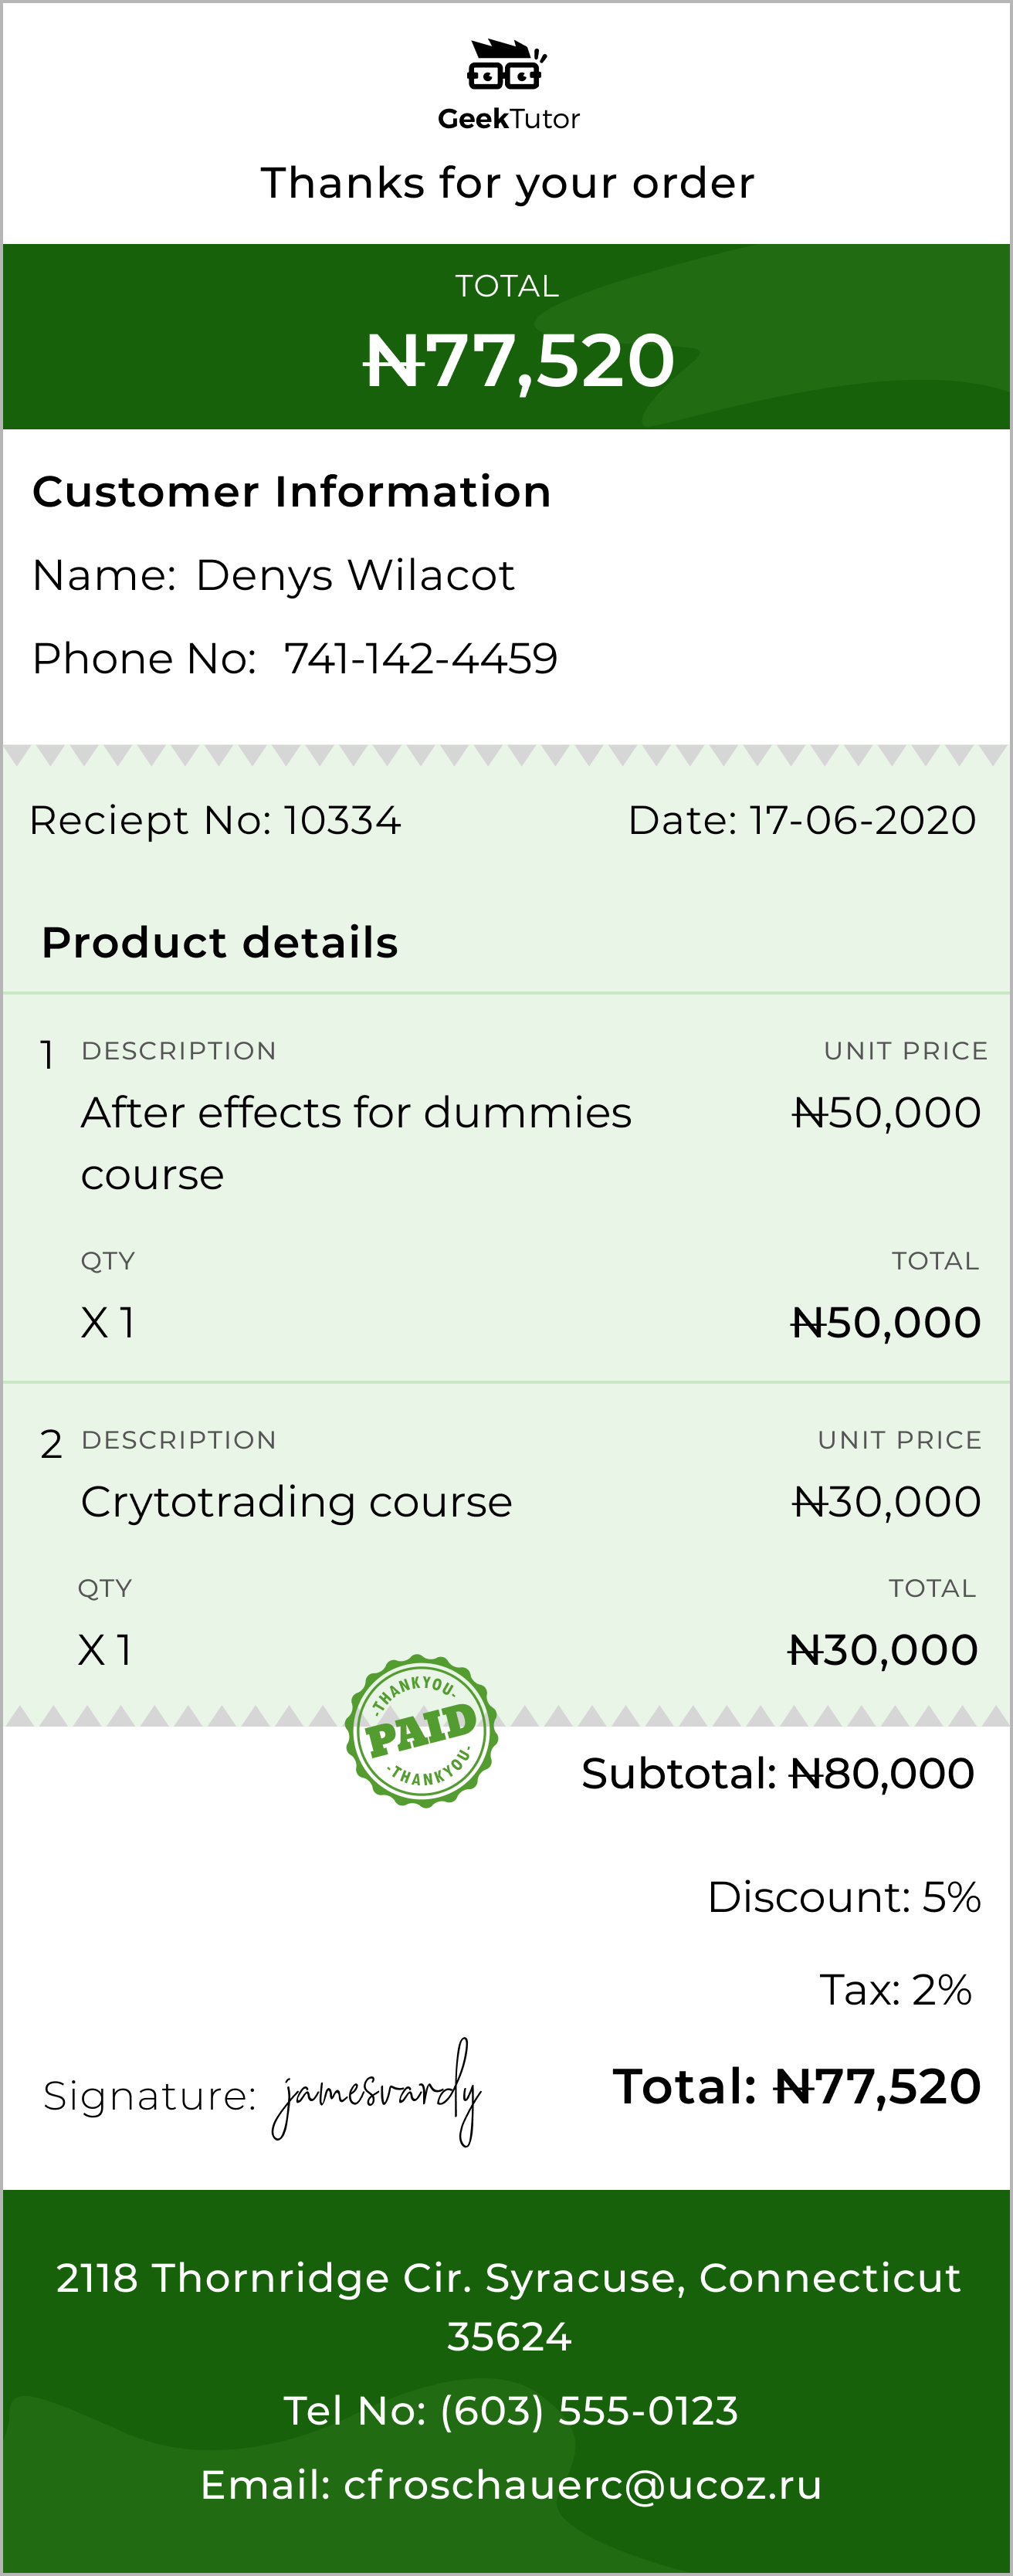 GeekTutor
Thanks for your order
TOTAL
₦77,520
Customer Information
Name: Denys Wilacot
Phone No: 741-142-4459
Reciept No: 10334
Date: 17-06-2020
Product details
1 DESCRIPTION UNIT PRICE
After effects for dummies ₦50,000
course
QTY TOTAL
X 1 ₦50,000
2 DESCRIPTION UNIT PRICE
Crytotrading course ₦30,000
QTY TOTAL
X 1 ₦30,000
-THANKYOU-
PAID
-THANKYOU-
Subtotal: ₦80,000
Discount: 5%
Tax: 2%
Signature: jamesvardy
Total: ₦77,520
2118 Thornridge Cir. Syracuse, Connecticut
35624
Tel No: (603) 555-0123
Email: cfroschauerc@ucoz.ru